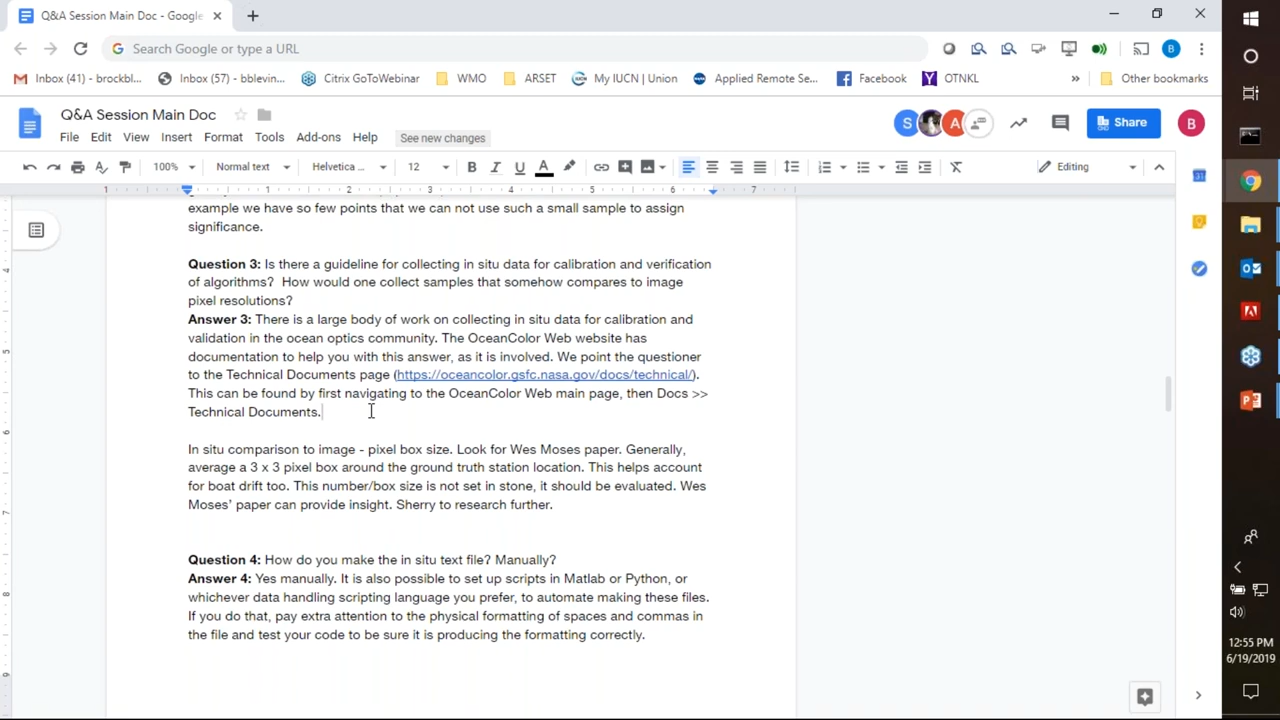 Q&A Session Main Doc - Google
Search Google or type a URL
Inbox (41) - brockbl...
Inbox (57) - bblevin...
Citrix GoToWebinar
WMO
ARSET
My IUCN | Union
Applied Remote Se...
Facebook
OTNKL
»
Other bookmarks
Q&A Session Main Doc
File Edit View Insert Format Tools Add-ons Help See new changes
S A Share B
100% Normal text Helvetica ... 12 B I U A Editing
1 1 2 3 4 5 6 7
example we have so few points that we can not use such a small sample to assign
significance.
Question 3: Is there a guideline for collecting in situ data for calibration and verification
of algorithms? How would one collect samples that somehow compares to image
pixel resolutions?
Answer 3: There is a large body of work on collecting in situ data for calibration and
validation in the ocean optics community. The OceanColor Web website has
documentation to help you with this answer, as it is involved. We point the questioner
to the Technical Documents page (https://oceancolor.gsfc.nasa.gov/docs/technical/).
This can be found by first navigating to the OceanColor Web main page, then Docs >>
Technical Documents.
In situ comparison to image - pixel box size. Look for Wes Moses paper. Generally,
average a 3 x 3 pixel box around the ground truth station location. This helps account
for boat drift too. This number/box size is not set in stone, it should be evaluated. Wes
Moses’ paper can provide insight. Sherry to research further.
Question 4: How do you make the in situ text file? Manually?
Answer 4: Yes manually. It is also possible to set up scripts in Matlab or Python, or
whichever data handling scripting language you prefer, to automate making these files.
If you do that, pay extra attention to the physical formatting of spaces and commas in
the file and test your code to be sure it is producing the formatting correctly.
12:55 PM
6/19/2019